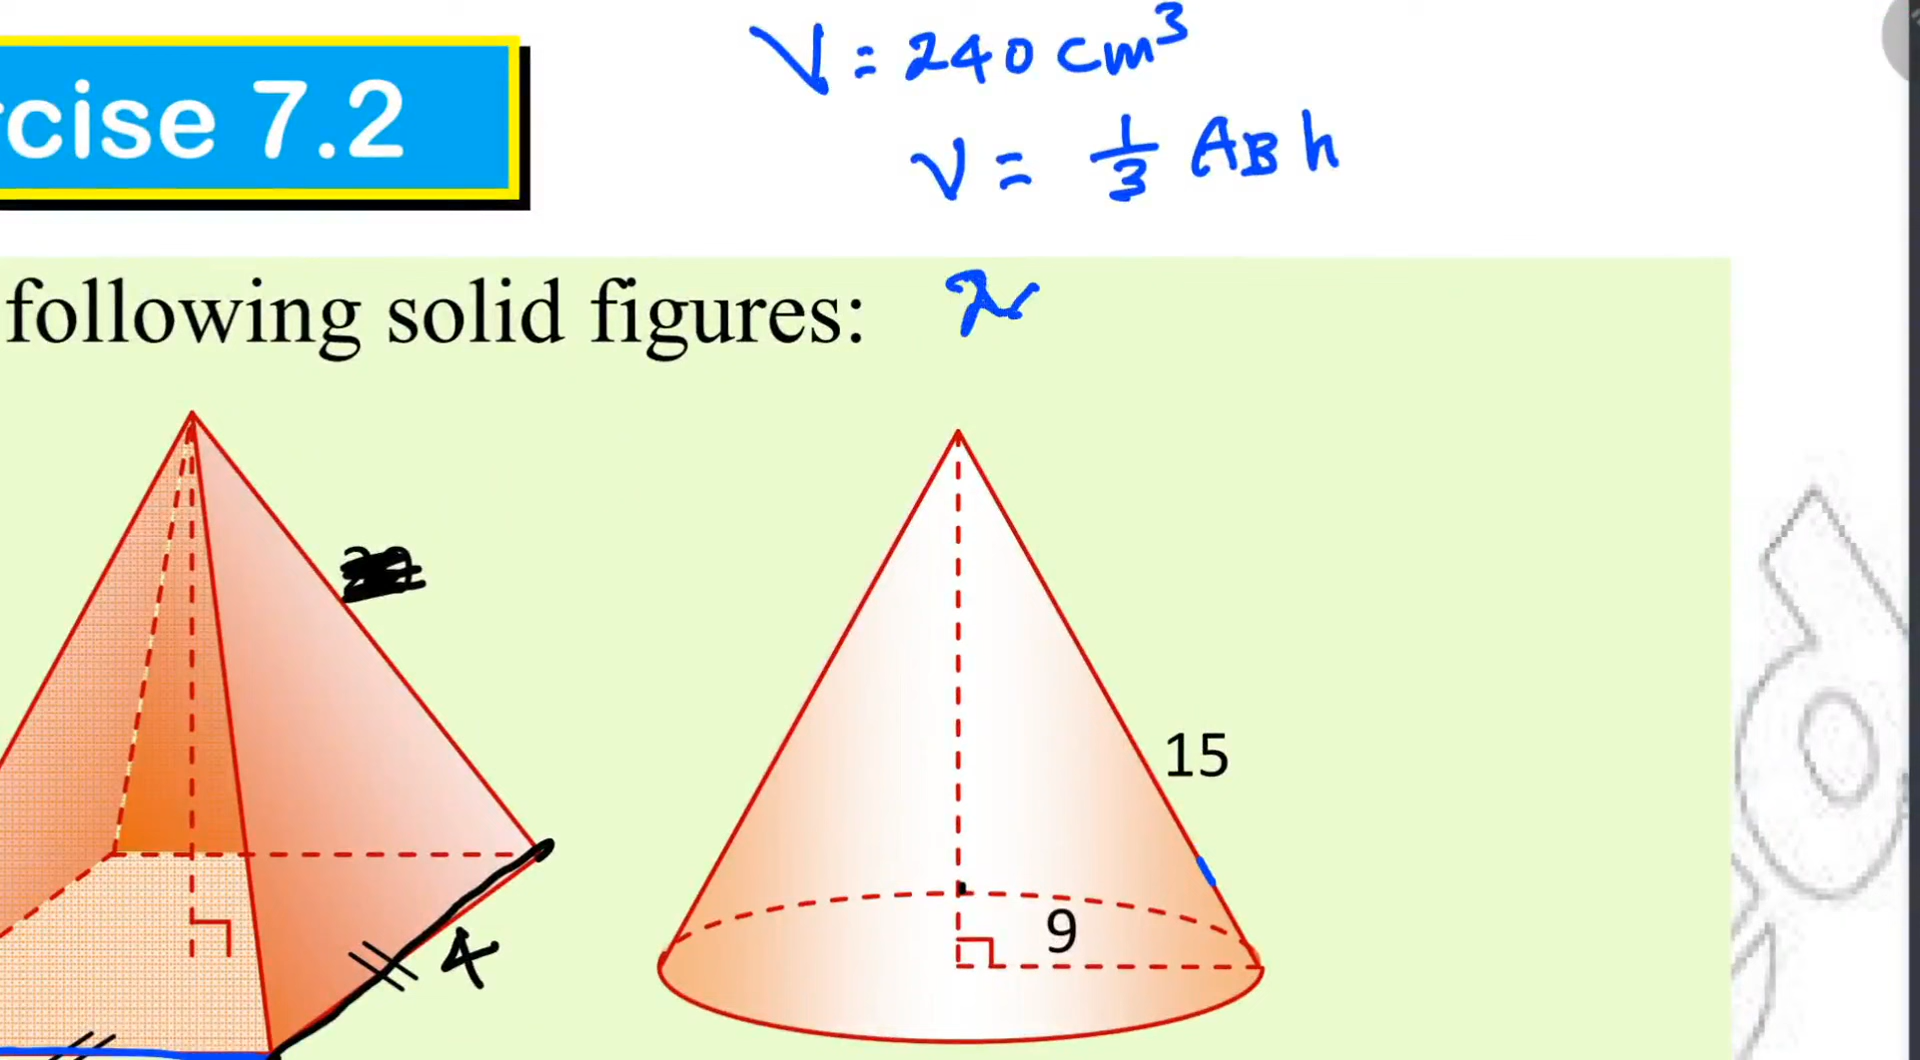 V = 240 cm³
rcise 7.2
V = 1/3 AB h
following solid figures:
15
9
4